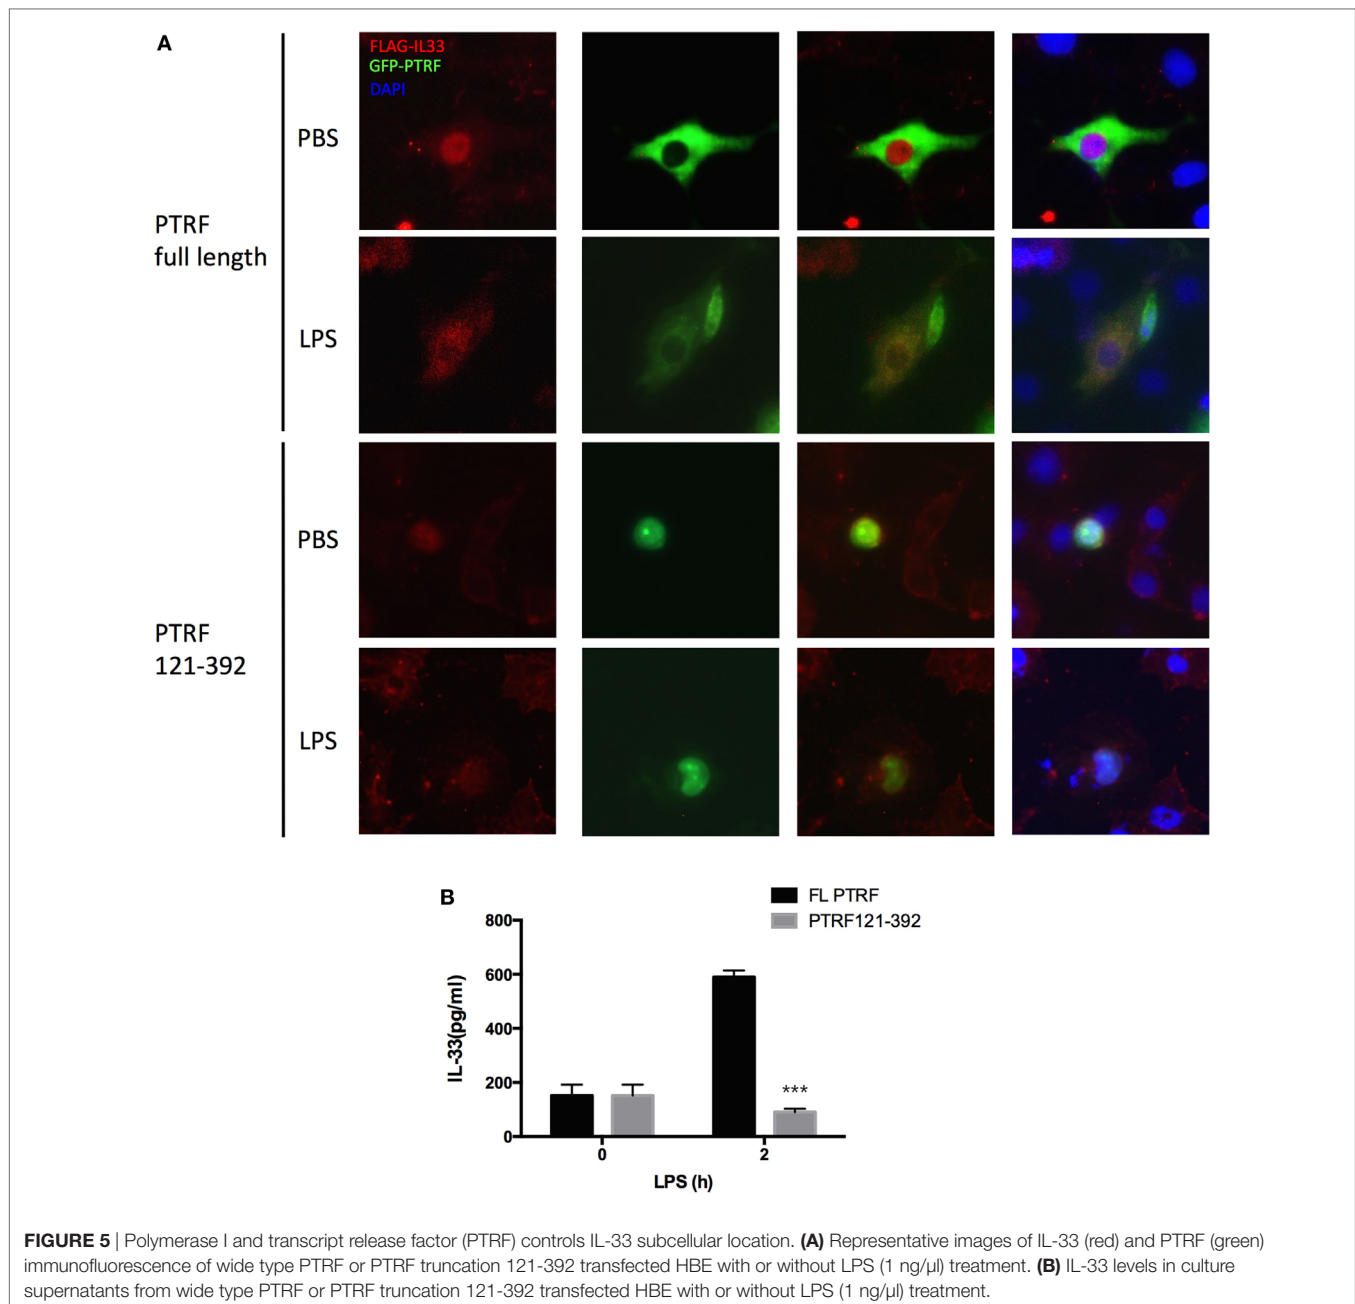 A
FLAG-IL33
GFP-PTRF
DAPI
PBS
PTRF
full length
LPS
PBS
PTRF
121-392
LPS
B
FL PTRF
PTRF121-392
800
600
400
200
0
IL-33(pg/ml)
***
0 2
LPS (h)
FIGURE 5 | Polymerase I and transcript release factor (PTRF) controls IL-33 subcellular location. (A) Representative images of IL-33 (red) and PTRF (green)
immunofluorescence of wide type PTRF or PTRF truncation 121-392 transfected HBE with or without LPS (1 ng/µl) treatment. (B) IL-33 levels in culture
supernatants from wide type PTRF or PTRF truncation 121-392 transfected HBE with or without LPS (1 ng/µl) treatment.